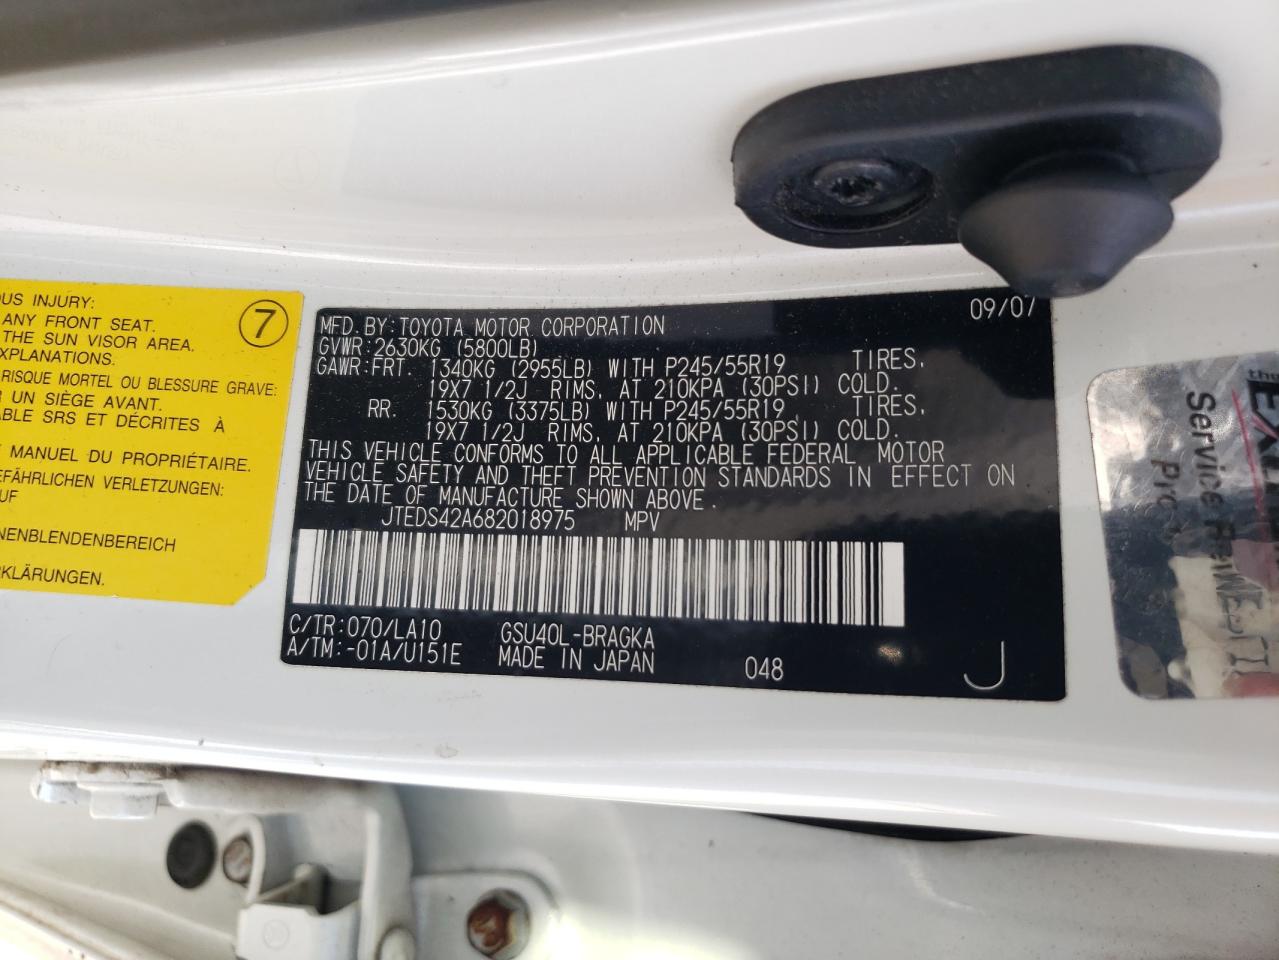 OUS INJURY:
ANY FRONT SEAT.
THE SUN VISOR AREA.
EXPLANATIONS.
7
RISQUE MORTEL OU BLESSURE GRAVE:
R UN SIÈGE AVANT.
ABLE SRS ET DÉCRITES À
E MANUEL DU PROPRIÉTAIRE.
EFÄHRLICHEN VERLETZUNGEN:
UF
NENBLENDENBEREICH
RKLÄRUNGEN.
09/07
MFD.BY:TOYOTA MOTOR CORPORATION
GVWR:2630KG (5800LB)
GAWR:FRT. 1340KG (2955LB) WITH P245/55R19 TIRES,
19X7 1/2J RIMS, AT 210KPA (30PSI) COLD.
RR. 1530KG (3375LB) WITH P245/55R19 TIRES,
19X7 1/2J RIMS, AT 210KPA (30PSI) COLD.
THIS VEHICLE CONFORMS TO ALL APPLICABLE FEDERAL MOTOR
VEHICLE SAFETY AND THEFT PREVENTION STANDARDS IN EFFECT ON
THE DATE OF MANUFACTURE SHOWN ABOVE.
JTEDS42A682018975 MPV
C/TR:070/LA10 GSU40L-BRAGKA
A/TM:-01A/U151E MADE IN JAPAN 048
J
Service